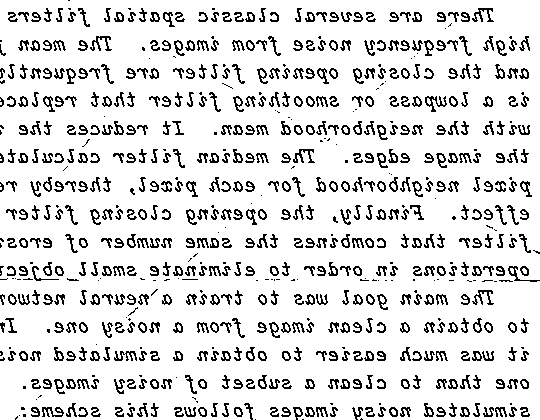 There are several classic spatial filters
high frequency noise from images. The mean
and the closing opening filter are frequently
is a lowpass or smoothing filter that replace
with the neighborhood mean. It reduces the
the image edges. The median filter calculate
pixel neighborhood for each pixel, thereby re
effect. Finally, the opening closing filter
filter that combines the same number of eros
operations in order to eliminate small object
The main goal was to train a neural networ
to obtain a clean image from a noisy one. In
it was much easier to obtain a simulated nois
one than to clean a subset of noisy images.
simulated noisy images follows this scheme: